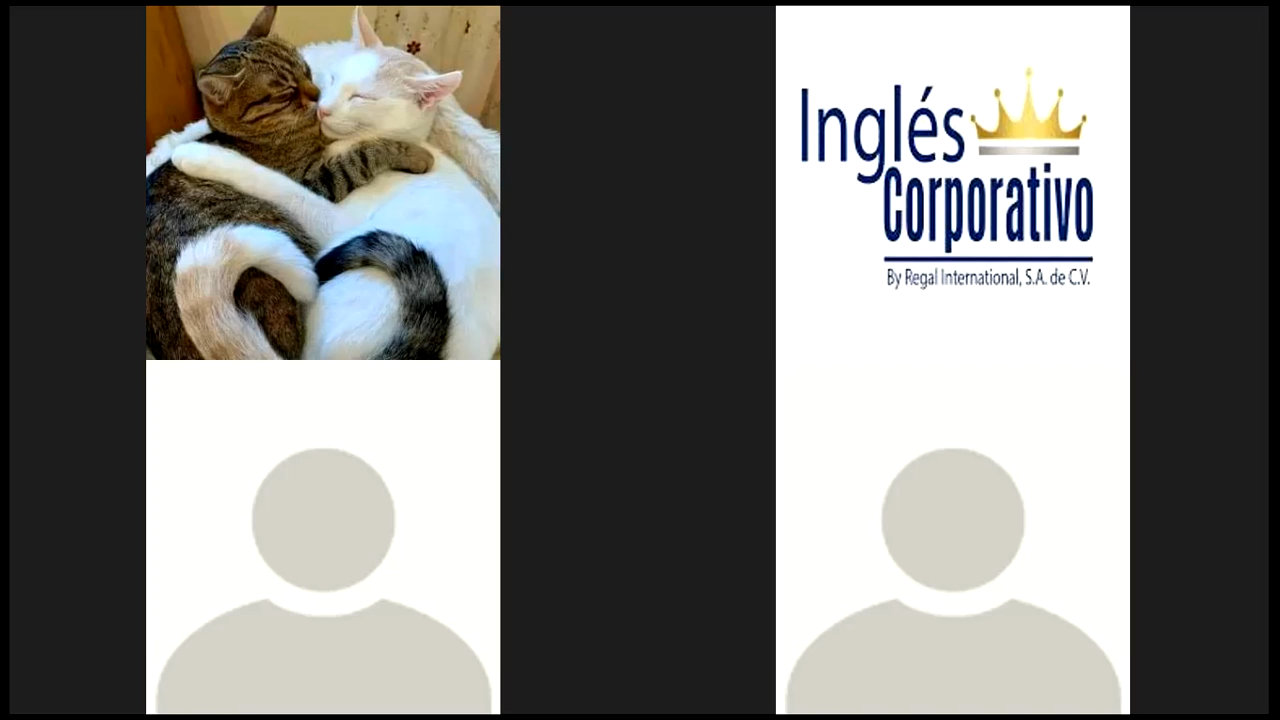 Inglés
Corporativo
By Regal International, S.A. de C.V.